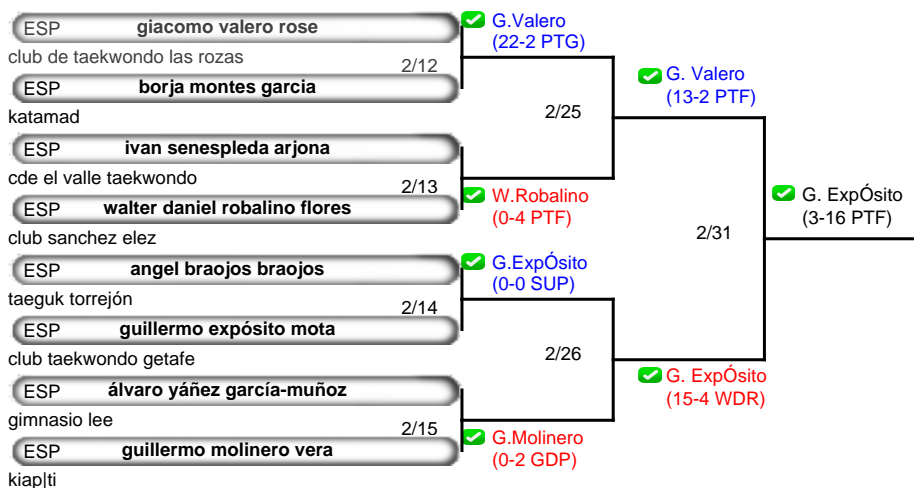 ESP giacomo valero rose
club de taekwondo las rozas
2/12
ESP borja montes garcia
katamad
ESP ivan senespleda arjona
cde el valle taekwondo
2/13
ESP walter daniel robalino flores
club sanchez elez
ESP angel braojos braojos
taeguk torrejón
2/14
ESP guillermo expósito mota
club taekwondo getafe
ESP álvaro yáñez garcía-muñoz
gimnasio lee
2/15
ESP guillermo molinero vera
kiap|ti
G.Valero
(22-2 PTG)
2/25
W.Robalino
(0-4 PTF)
G.ExpÓsito
(0-0 SUP)
2/26
G.Molinero
(0-2 GDP)
G. Valero
(13-2 PTF)
2/31
G. ExpÓsito
(15-4 WDR)
G. ExpÓsito
(3-16 PTF)